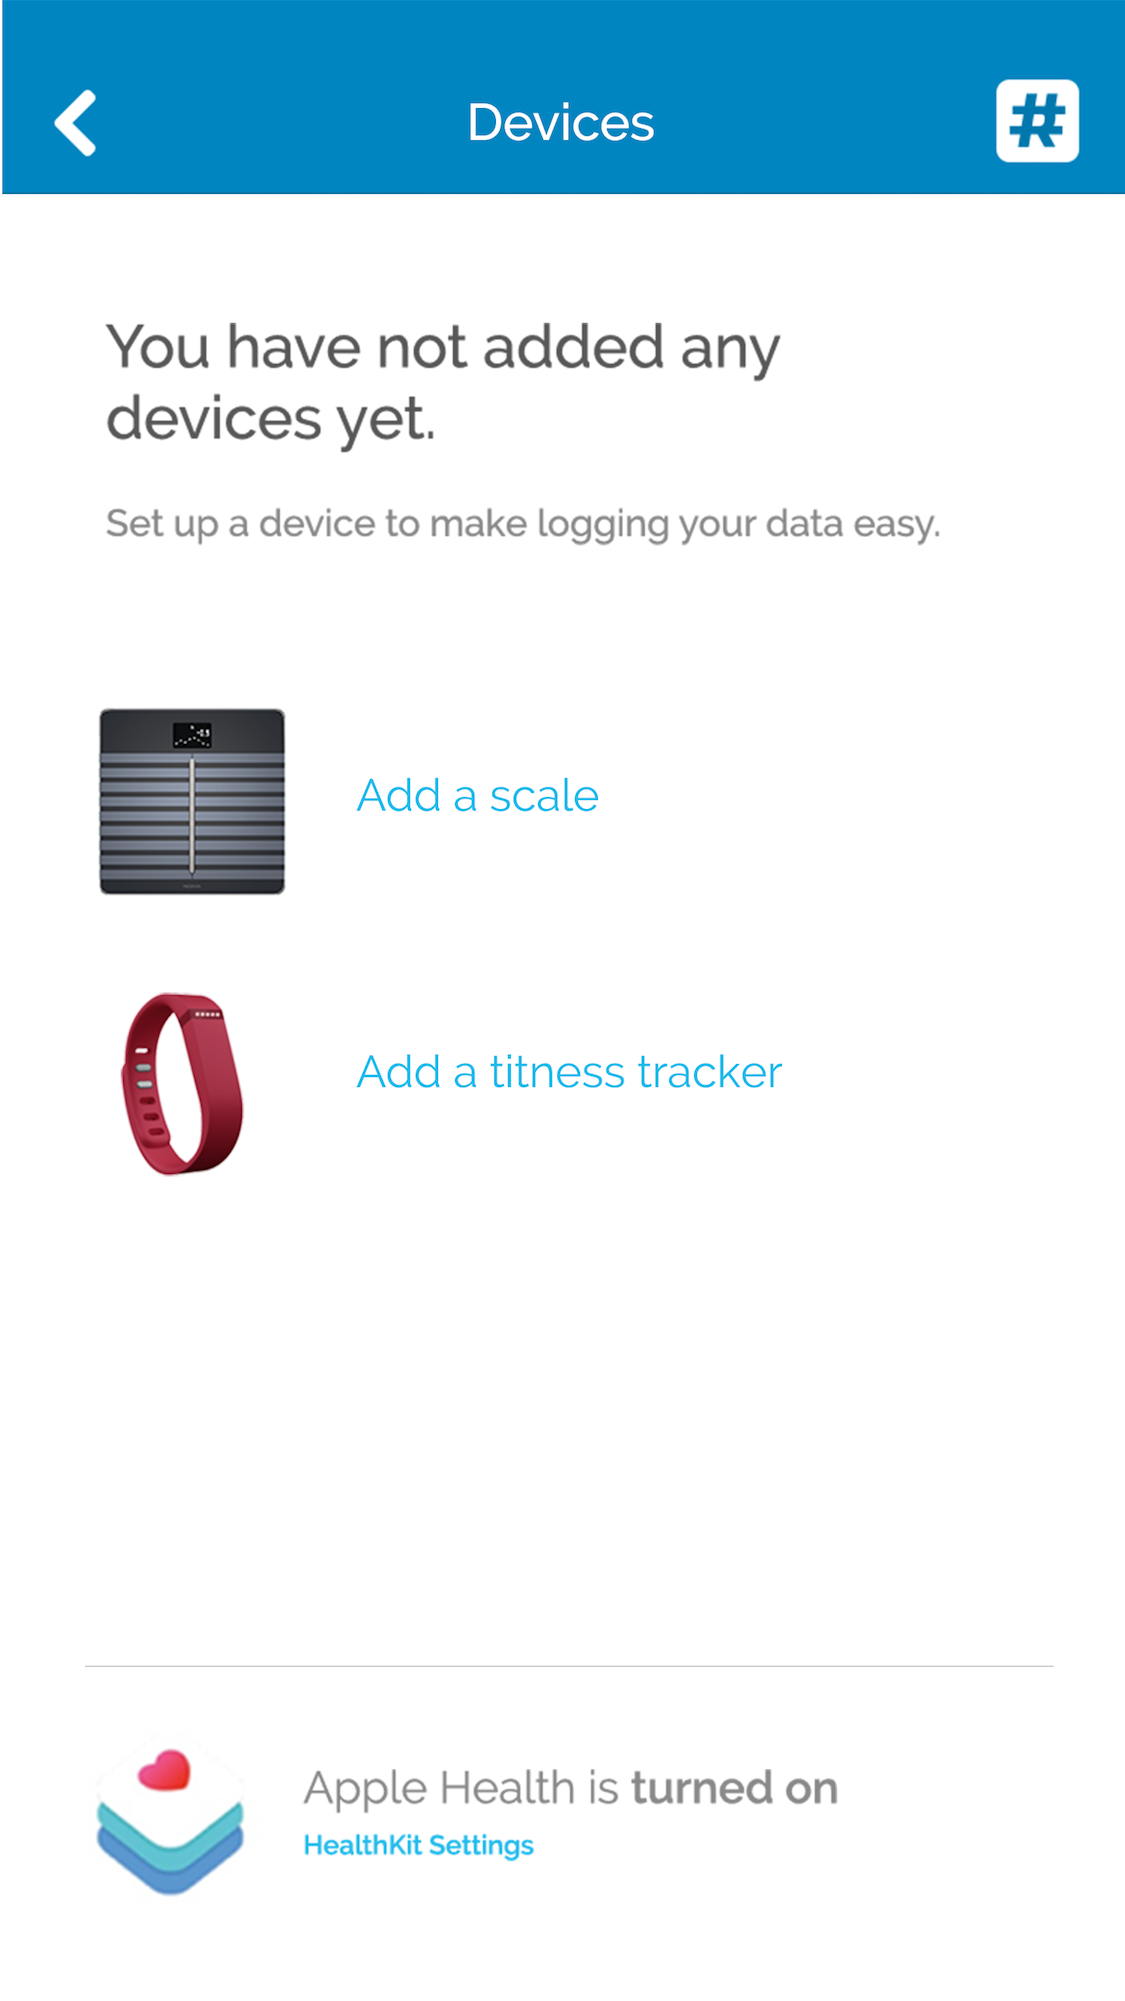 Devices
#
You have not added any
devices yet.
Set up a device to make logging your data easy.
Add a scale
Add a titness tracker
Apple Health is turned on
HealthKit Settings